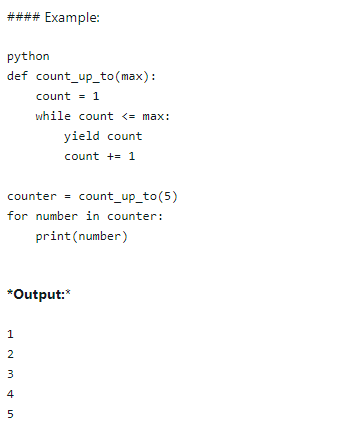 #### Example:
python
def count_up_to(max):
    count = 1
    while count <= max:
        yield count
        count += 1
counter = count_up_to(5)
for number in counter:
    print(number)
*Output:*
1
2
3
4
5